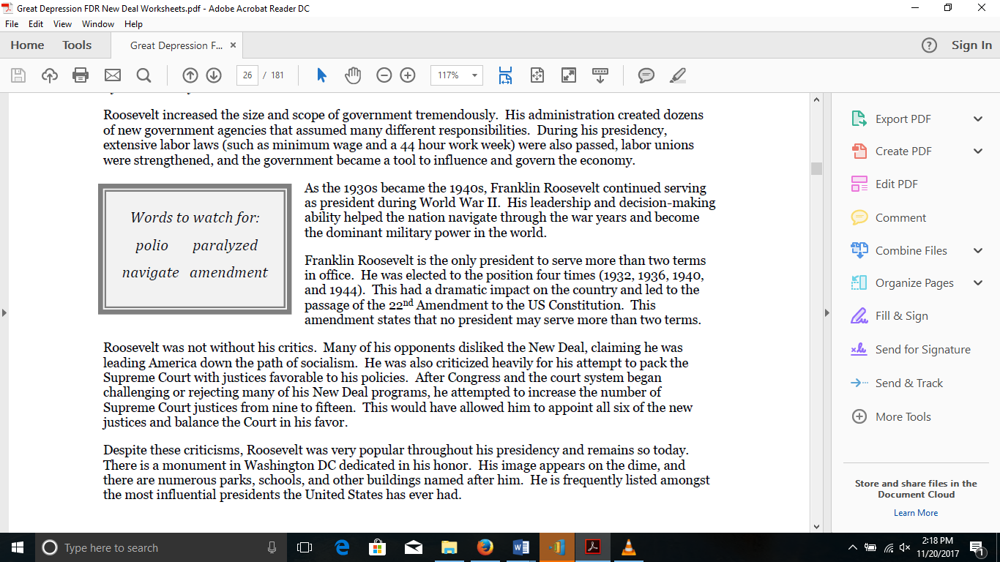 Great Depression FDR New Deal Worksheets.pdf - Adobe Acrobat Reader DC
File Edit View Window Help
Home Tools Great Depression F... × Sign In
26 / 181 117%
Roosevelt increased the size and scope of government tremendously. His administration created dozens
of new government agencies that assumed many different responsibilities. During his presidency,
extensive labor laws (such as minimum wage and a 44 hour work week) were also passed, labor unions
were strengthened, and the government became a tool to influence and govern the economy.
Words to watch for:
polio paralyzed
navigate amendment
As the 1930s became the 1940s, Franklin Roosevelt continued serving
as president during World War II. His leadership and decision-making
ability helped the nation navigate through the war years and become
the dominant military power in the world.
Franklin Roosevelt is the only president to serve more than two terms
in office. He was elected to the position four times (1932, 1936, 1940,
and 1944). This had a dramatic impact on the country and led to the
passage of the 22nd Amendment to the US Constitution. This
amendment states that no president may serve more than two terms.
Roosevelt was not without his critics. Many of his opponents disliked the New Deal, claiming he was
leading America down the path of socialism. He was also criticized heavily for his attempt to pack the
Supreme Court with justices favorable to his policies. After Congress and the court system began
challenging or rejecting many of his New Deal programs, he attempted to increase the number of
Supreme Court justices from nine to fifteen. This would have allowed him to appoint all six of the new
justices and balance the Court in his favor.
Despite these criticisms, Roosevelt was very popular throughout his presidency and remains so today.
There is a monument in Washington DC dedicated in his honor. His image appears on the dime, and
there are numerous parks, schools, and other buildings named after him. He is frequently listed amongst
the most influential presidents the United States has ever had.
Export PDF
Create PDF
Edit PDF
Comment
Combine Files
Organize Pages
Fill & Sign
Send for Signature
Send & Track
More Tools
Store and share files in the
Document Cloud
Learn More
Type here to search
2:18 PM
11/20/2017
1